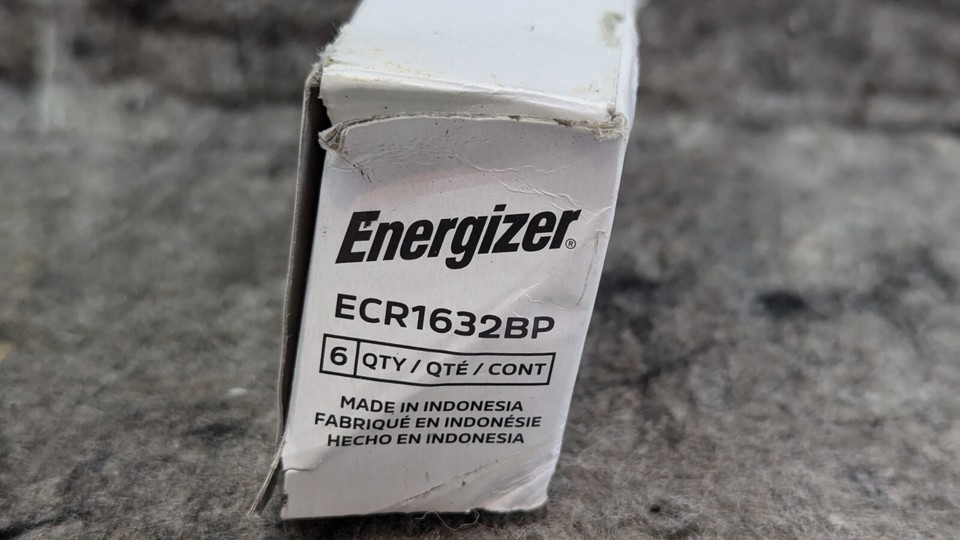 Energizer®
ECR1632BP
6 QTY / QTÉ / CONT
MADE IN INDONESIA
FABRIQUÉ EN INDONÉSIE
HECHO EN INDONESIA